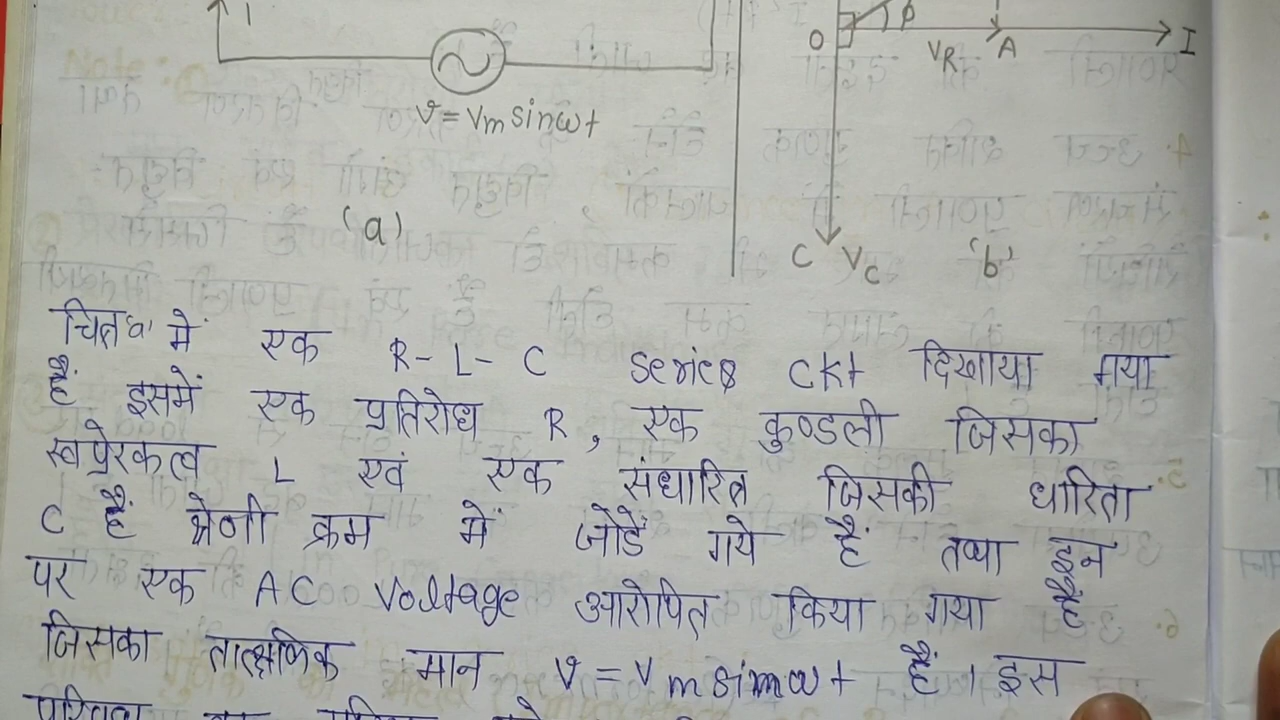 I
v = Vm sinωt
(a)
O φ VR A I
C VC 'b'
चित्र 'a' में एक R-L-C series ckt दिखाया गया
हैं इसमें एक प्रतिरोध R, एक कुण्डली जिसका
स्वप्रेरकत्व L एवं एक संधारित्र जिसकी धारिता
C हैं श्रेणी क्रम में जोडें गये हैं तथा इन
पर एक AC Voltage आरोपित किया गया हैं
जिसका तात्क्षणिक मान v = Vm sinωt हैं। इस